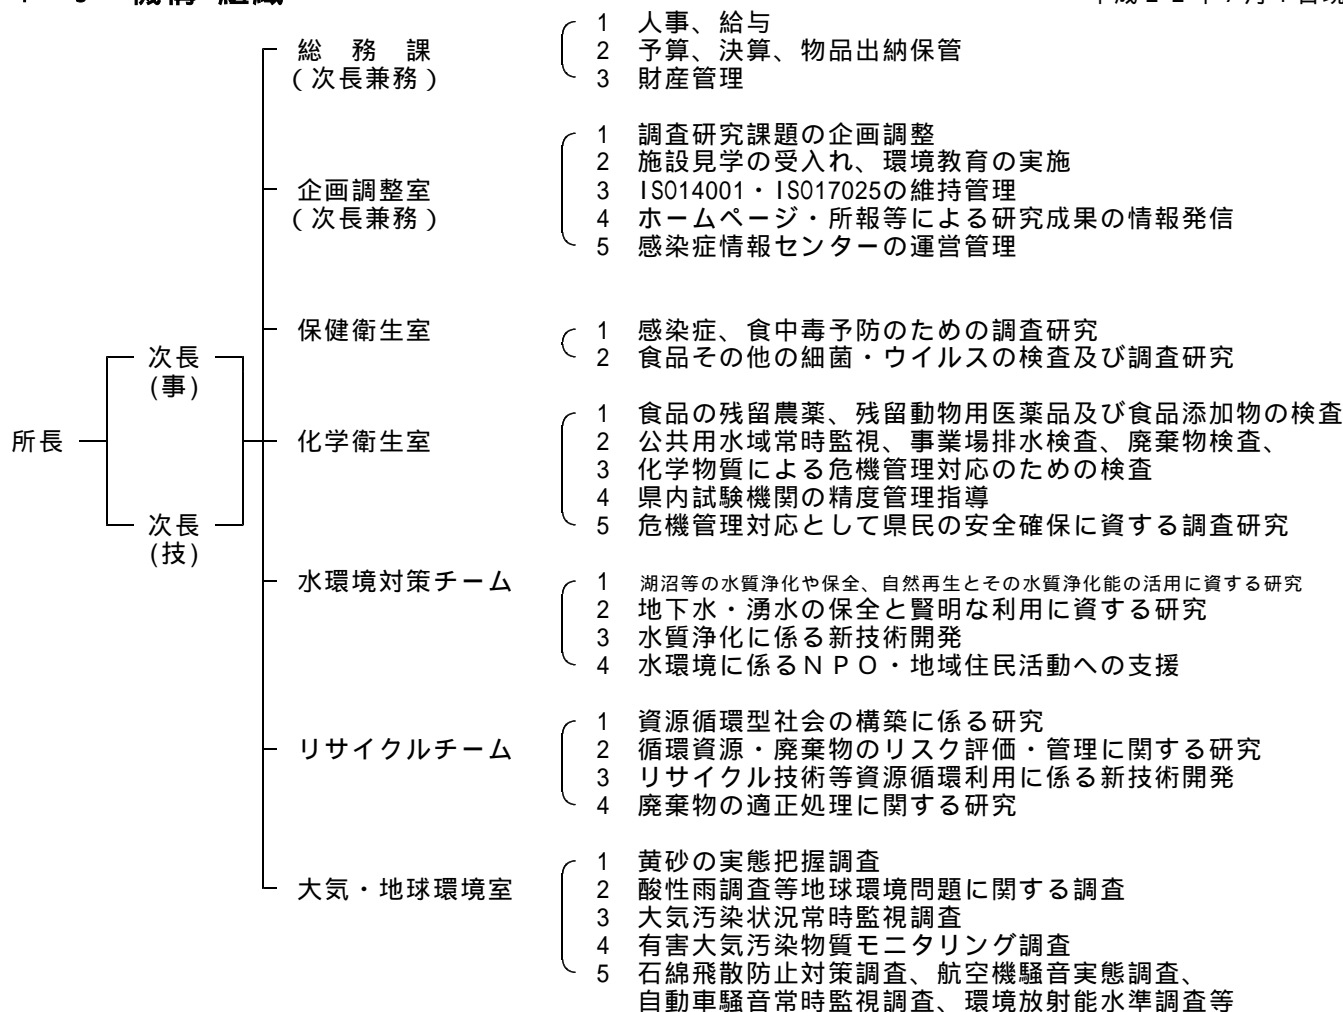 機構・組織
総務課
(次長兼務)
1 人事、給与
2 予算、決算、物品出納保管
3 財産管理
企画調整室
(次長兼務)
1 調査研究課題の企画調整
2 施設見学の受入れ、環境教育の実施
3 ISO14001・ISO17025の維持管理
4 ホームページ・所報等による研究成果の情報発信
5 感染症情報センターの運営管理
保健衛生室
1 感染症、食中毒予防のための調査研究
2 食品その他の細菌・ウイルスの検査及び調査研究
所長
次長
(事)
次長
(技)
化学衛生室
1 食品の残留農薬、残留動物用医薬品及び食品添加物の検査
2 公共用水域常時監視、事業場排水検査、廃棄物検査、
3 化学物質による危機管理対応のための検査
4 県内試験機関の精度管理指導
5 危機管理対応として県民の安全確保に資する調査研究
水環境対策チーム
1 湖沼等の水質浄化や保全、自然再生とその水質浄化能の活用に資する研究
2 地下水・湧水の保全と賢明な利用に資する研究
3 水質浄化に係る新技術開発
4 水環境に係るNPO・地域住民活動への支援
リサイクルチーム
1 資源循環型社会の構築に係る研究
2 循環資源・廃棄物のリスク評価・管理に関する研究
3 リサイクル技術等資源循環利用に係る新技術開発
4 廃棄物の適正処理に関する研究
大気・地球環境室
1 黄砂の実態把握調査
2 酸性雨調査等地球環境問題に関する調査
3 大気汚染状況常時監視調査
4 有害大気汚染物質モニタリング調査
5 石綿飛散防止対策調査、航空機騒音実態調査、
自動車騒音常時監視調査、環境放射能水準調査等